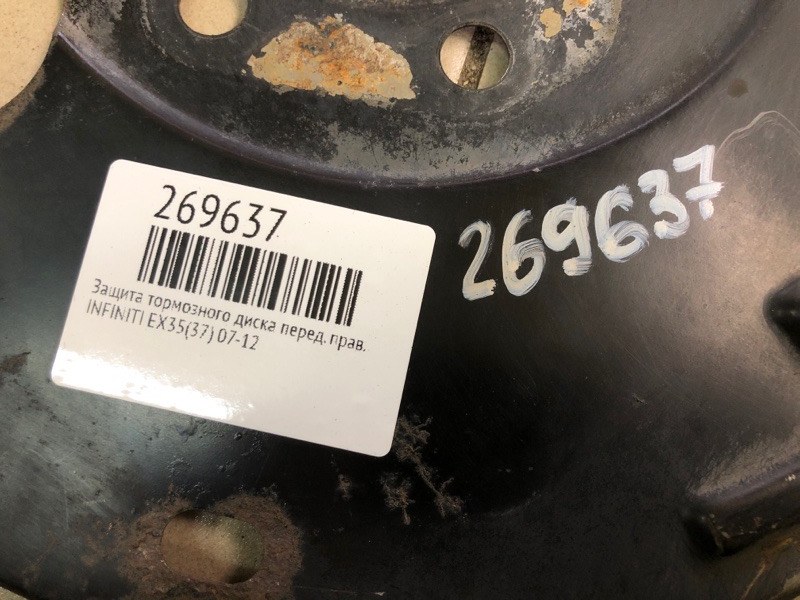 269637
Защита тормозного диска перед. прав.
INFINITI EX35(37) 07-12
269637